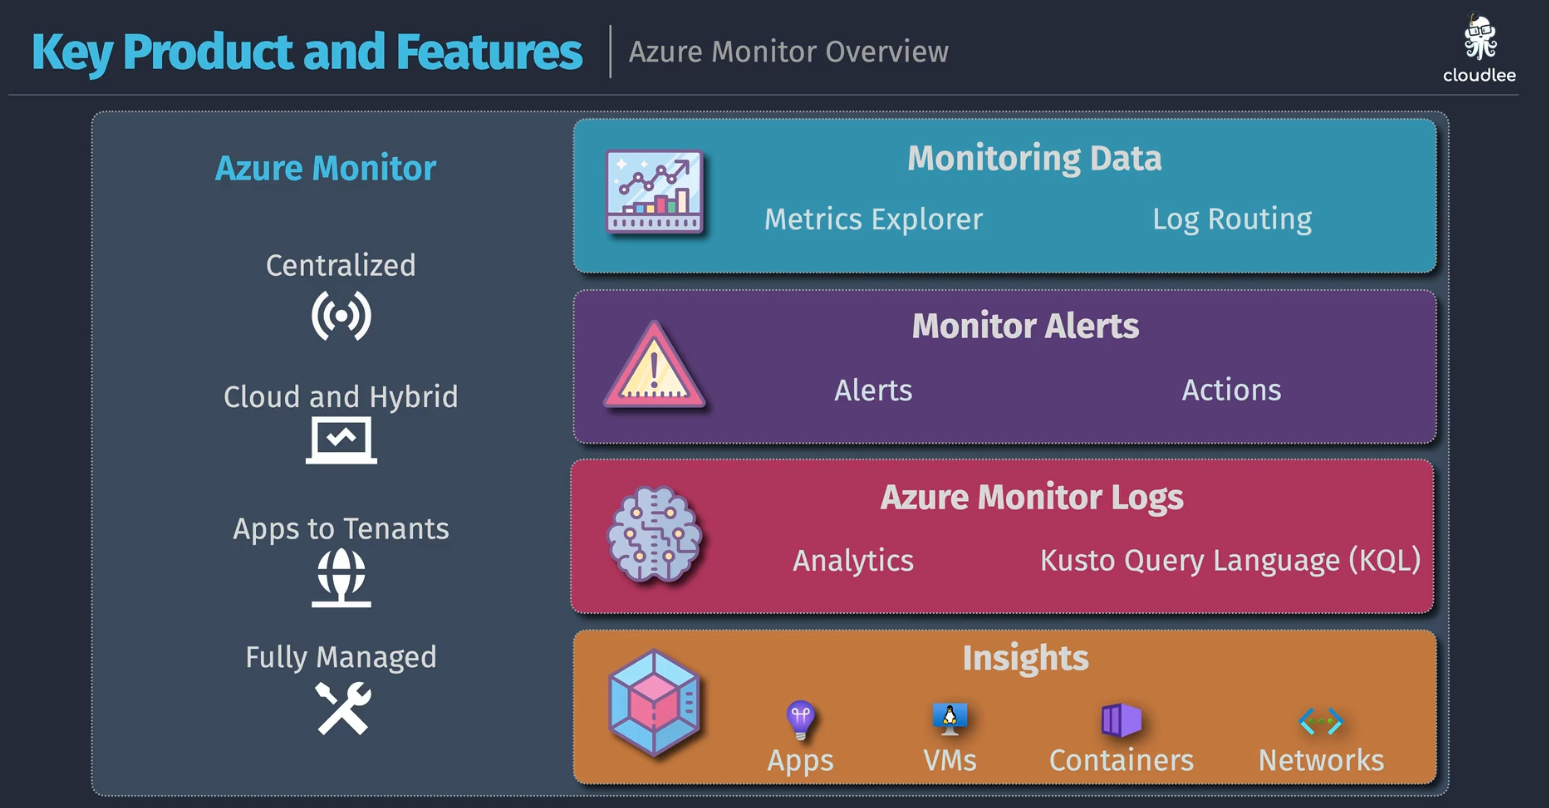 Key Product and Features
Azure Monitor Overview
cloudlee
Azure Monitor
Centralized
Cloud and Hybrid
Apps to Tenants
Fully Managed
Monitoring Data
Metrics Explorer
Log Routing
Monitor Alerts
Alerts
Actions
Azure Monitor Logs
Analytics
Kusto Query Language (KQL)
Insights
Apps
VMs
Containers
Networks